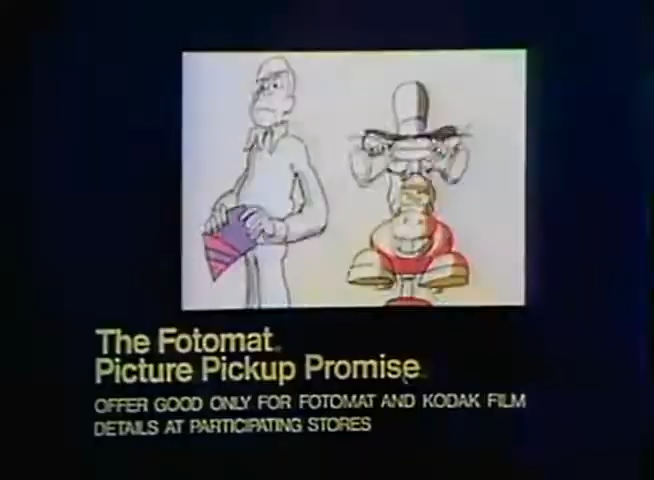 The Fotomat
Picture Pickup Promise
OFFER GOOD ONLY FOR FOTOMAT AND KODAK FILM
DETAILS AT PARTICIPATING STORES